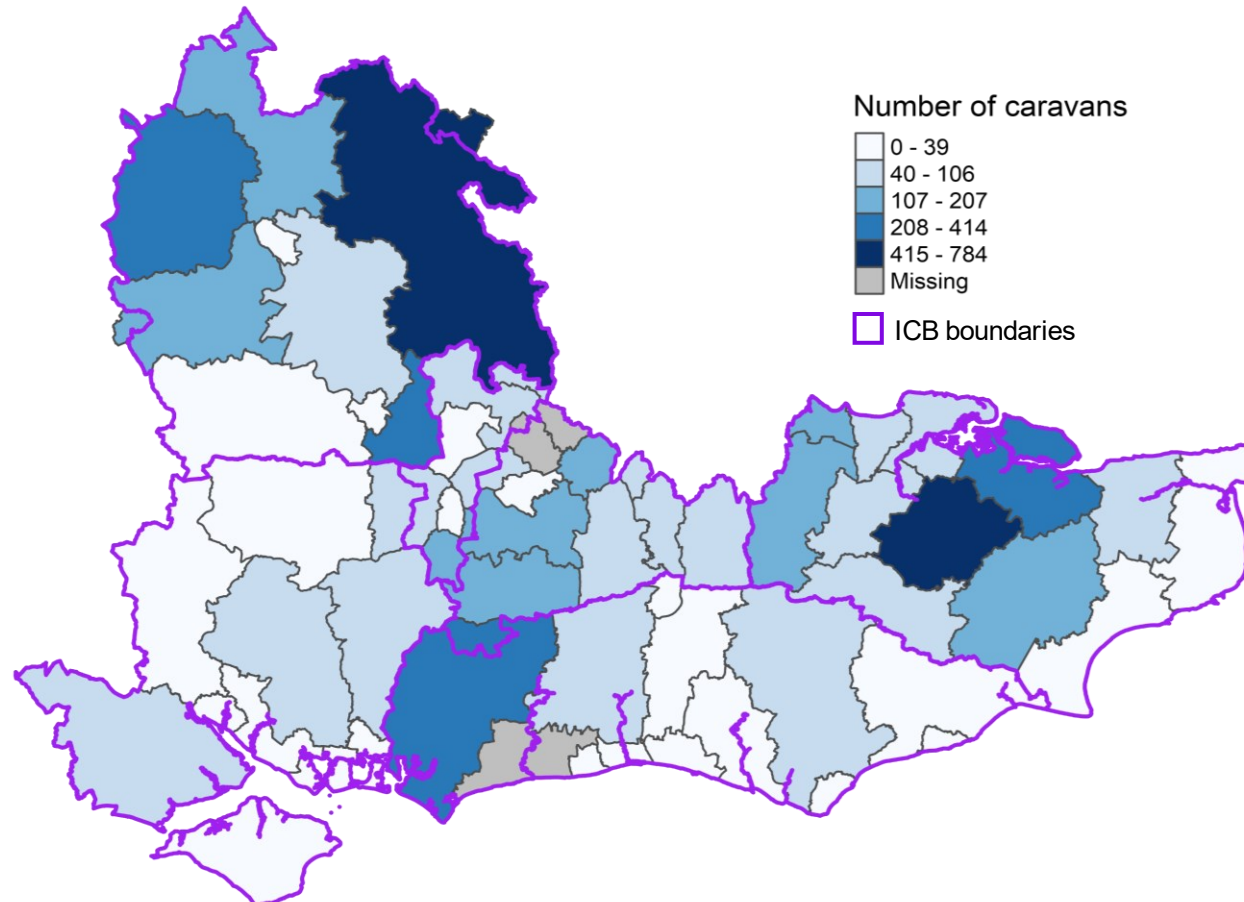 Number of caravans
0 - 39
40 - 106
107 - 207
208 - 414
415 - 784
Missing
ICB boundaries